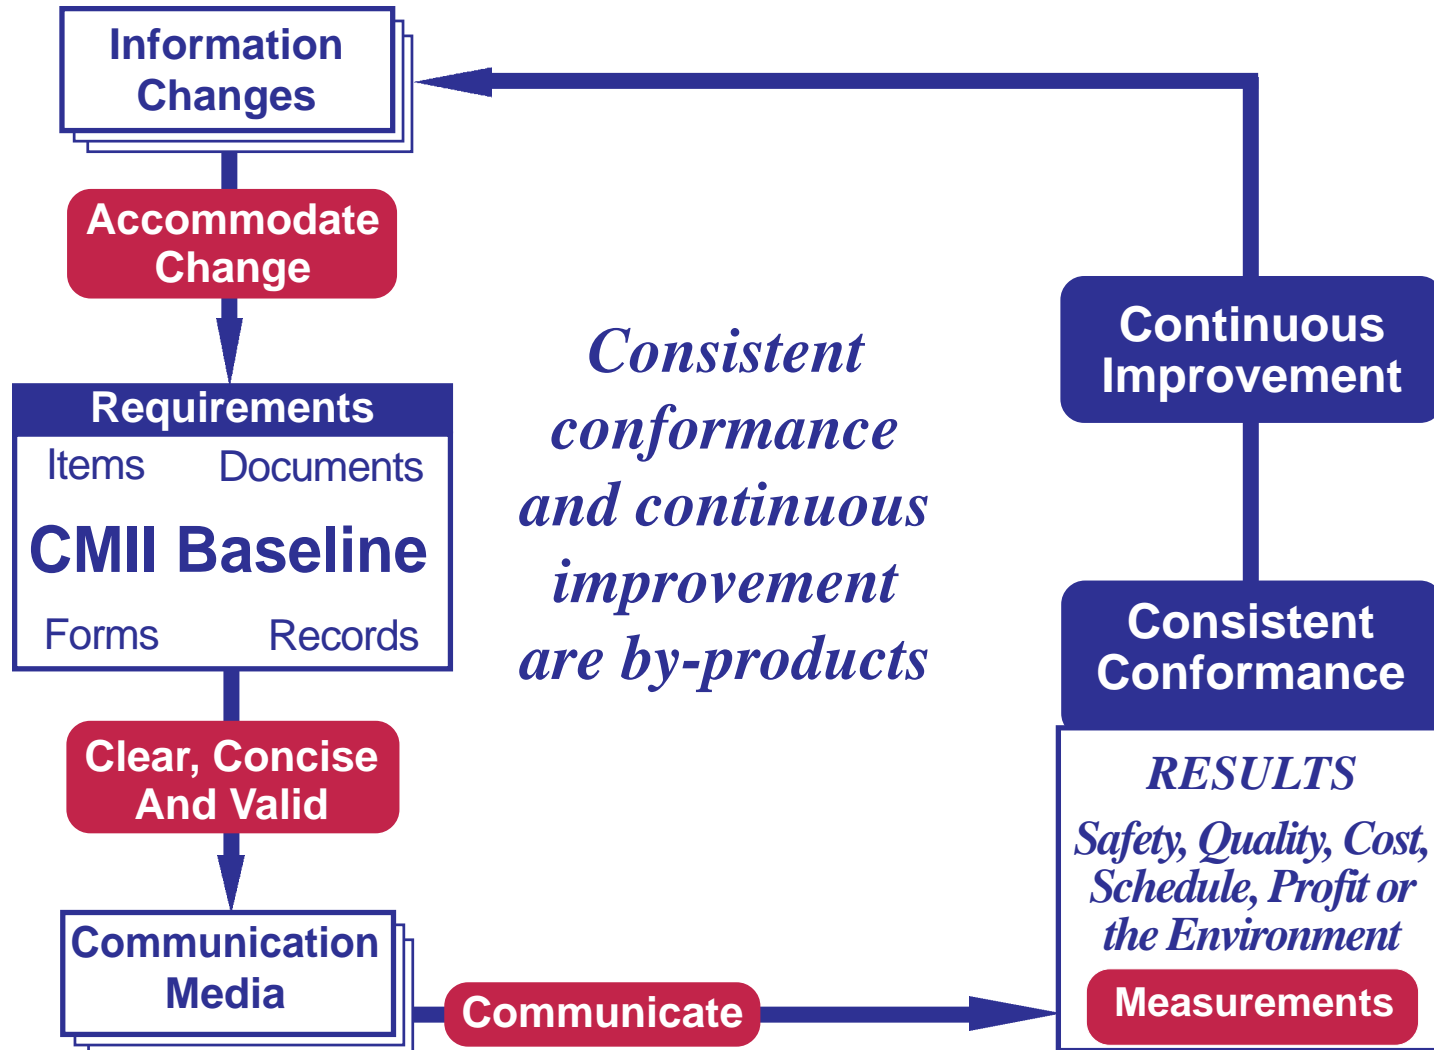 Information
Changes
Accommodate
Change
Requirements
Items Documents
CMII Baseline
Forms Records
Clear, Concise
And Valid
Communication
Media
Communicate
Consistent
conformance
and continuous
improvement
are by-products
Continuous
Improvement
Consistent
Conformance
RESULTS
Safety, Quality, Cost,
Schedule, Profit or
the Environment
Measurements